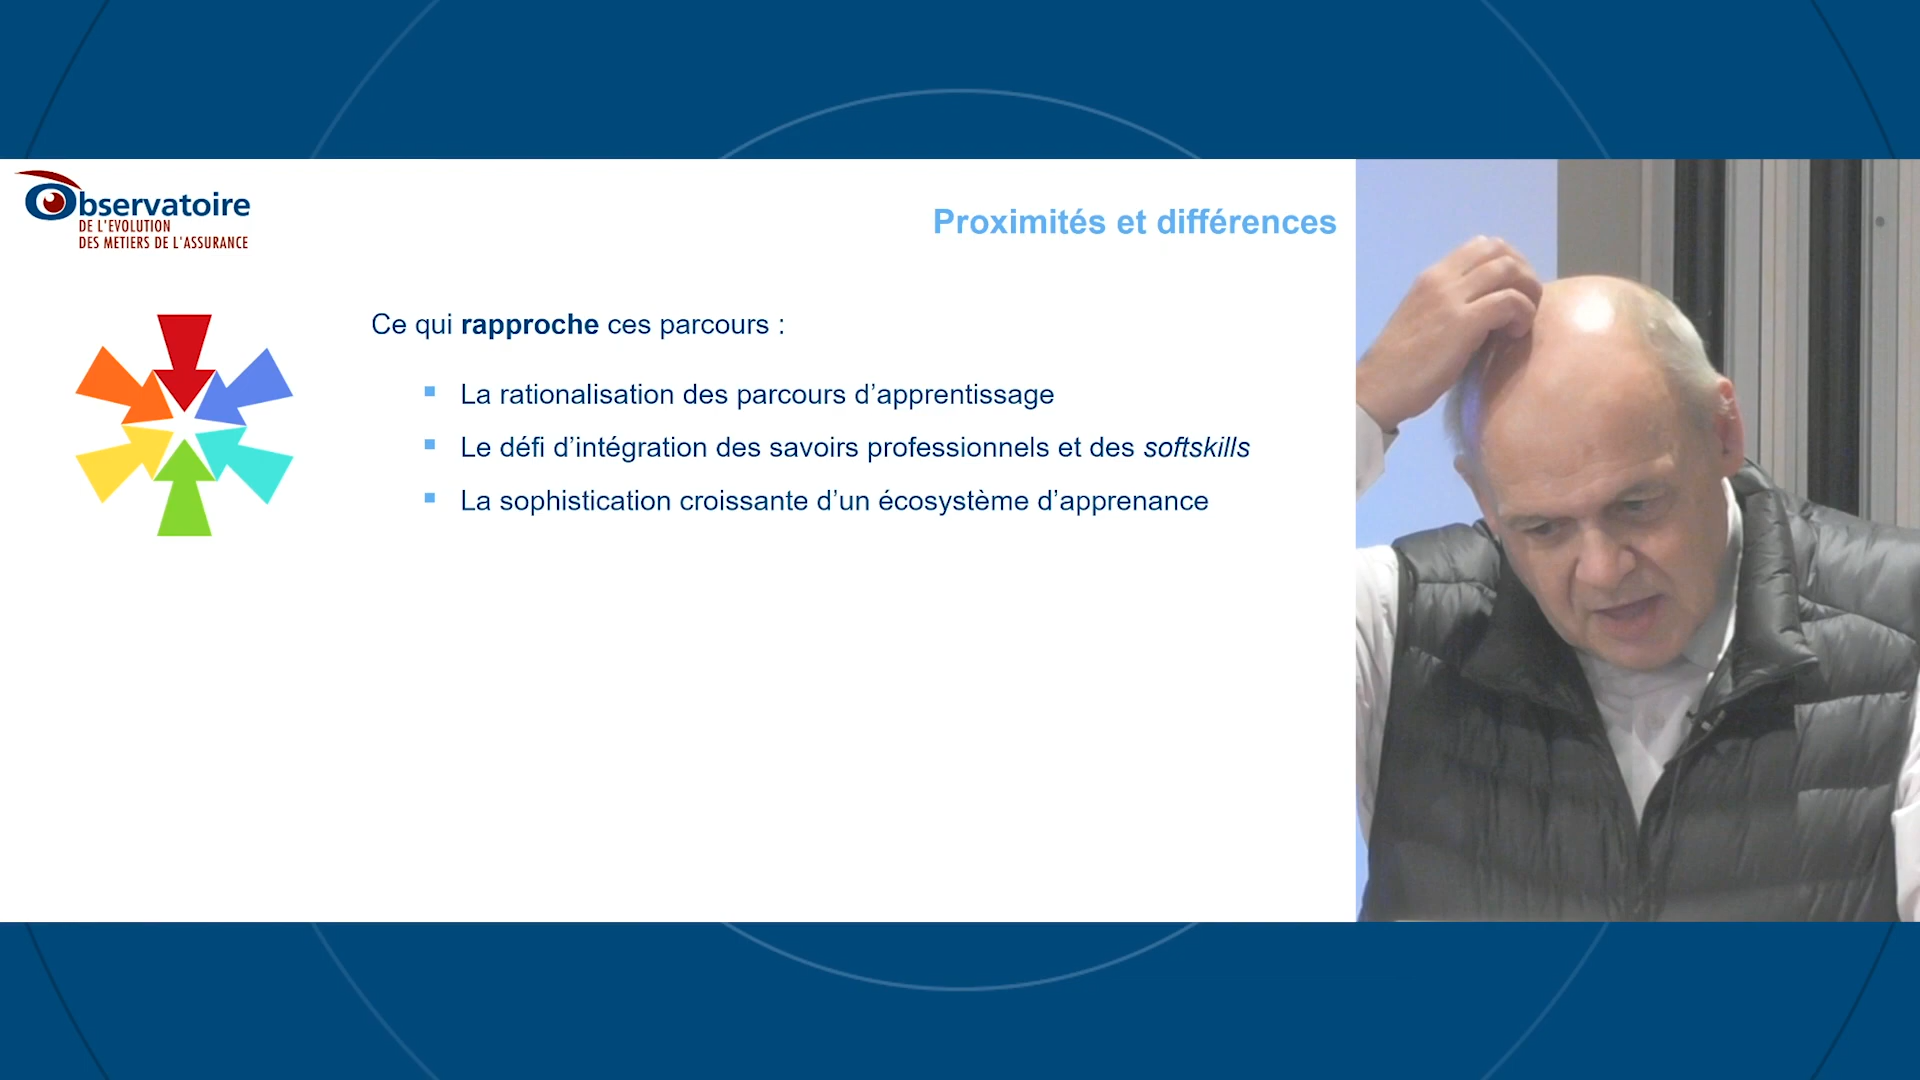 Observatoire
DE L'EVOLUTION
DES METIERS DE L'ASSURANCE
Proximités et différences
Ce qui rapproche ces parcours :
La rationalisation des parcours d’apprentissage
Le défi d’intégration des savoirs professionnels et des softskills
La sophistication croissante d’un écosystème d’apprenance